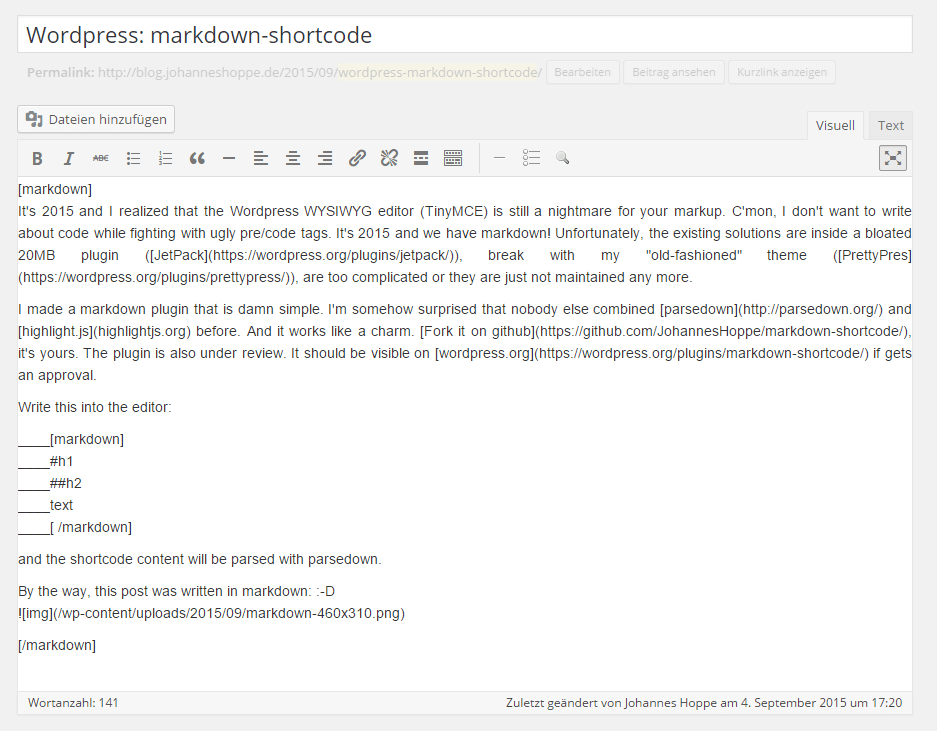 Wordpress: markdown-shortcode
Permalink: http://blog.johanneshoppe.de/2015/09/wordpress-markdown-shortcode/ Bearbeiten Beitrag ansehen Kurzlink anzeigen
Dateien hinzufügen
Visuell Text
B I ABC
[markdown]
It's 2015 and I realized that the Wordpress WYSIWYG editor (TinyMCE) is still a nightmare for your markup. C'mon, I don't want to write
about code while fighting with ugly pre/code tags. It's 2015 and we have markdown! Unfortunately, the existing solutions are inside a bloated
20MB plugin ([JetPack](https://wordpress.org/plugins/jetpack/)), break with my "old-fashioned" theme ([PrettyPres]
(https://wordpress.org/plugins/prettypress/)), are too complicated or they are just not maintained any more.
I made a markdown plugin that is damn simple. I'm somehow surprised that nobody else combined [parsedown](http://parsedown.org/) and
[highlight.js](highlightjs.org) before. And it works like a charm. [Fork it on github](https://github.com/JohannesHoppe/markdown-shortcode/),
it's yours. The plugin is also under review. It should be visible on [wordpress.org](https://wordpress.org/plugins/markdown-shortcode/) if gets
an approval.
Write this into the editor:
____[markdown]
____#h1
____##h2
____text
____[ /markdown]
and the shortcode content will be parsed with parsedown.
By the way, this post was written in markdown: :-D
![img](/wp-content/uploads/2015/09/markdown-460x310.png)
[/markdown]
Wortanzahl: 141 Zuletzt geändert von Johannes Hoppe am 4. September 2015 um 17:20